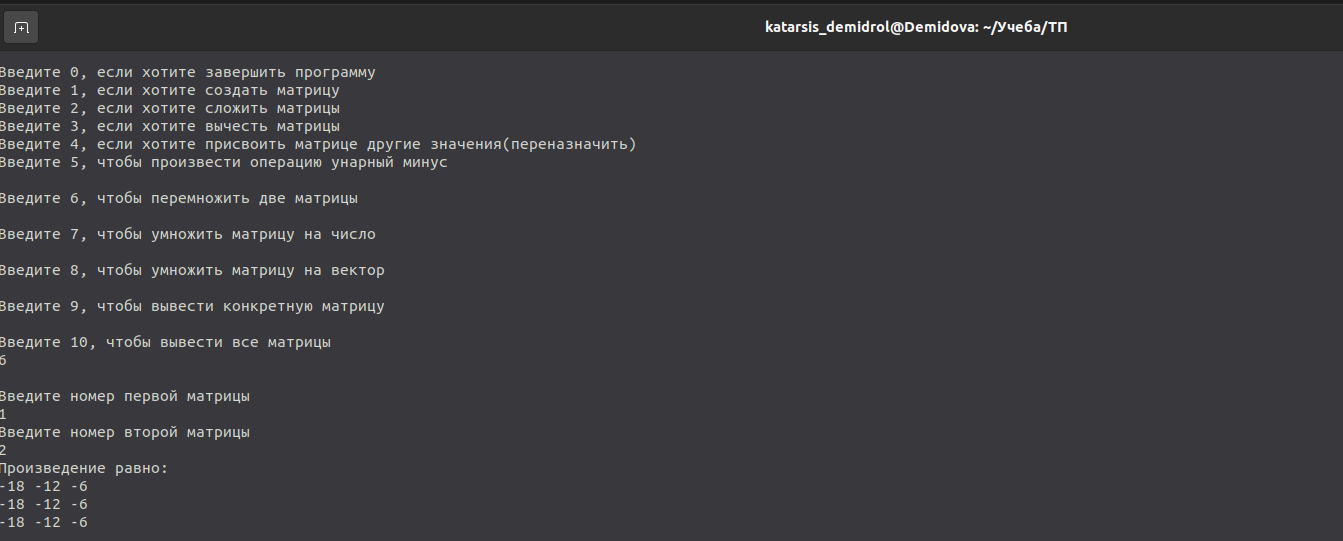 katarsis_demidrol@Demidova: ~/Учеба/ТП
Введите 0, если хотите завершить программу
Введите 1, если хотите создать матрицу
Введите 2, если хотите сложить матрицы
Введите 3, если хотите вычесть матрицы
Введите 4, если хотите присвоить матрице другие значения(переназначить)
Введите 5, чтобы произвести операцию унарный минус
Введите 6, чтобы перемножить две матрицы
Введите 7, чтобы умножить матрицу на число
Введите 8, чтобы умножить матрицу на вектор
Введите 9, чтобы вывести конкретную матрицу
Введите 10, чтобы вывести все матрицы
6
Введите номер первой матрицы
1
Введите номер второй матрицы
2
Произведение равно:
-18 -12 -6
-18 -12 -6
-18 -12 -6